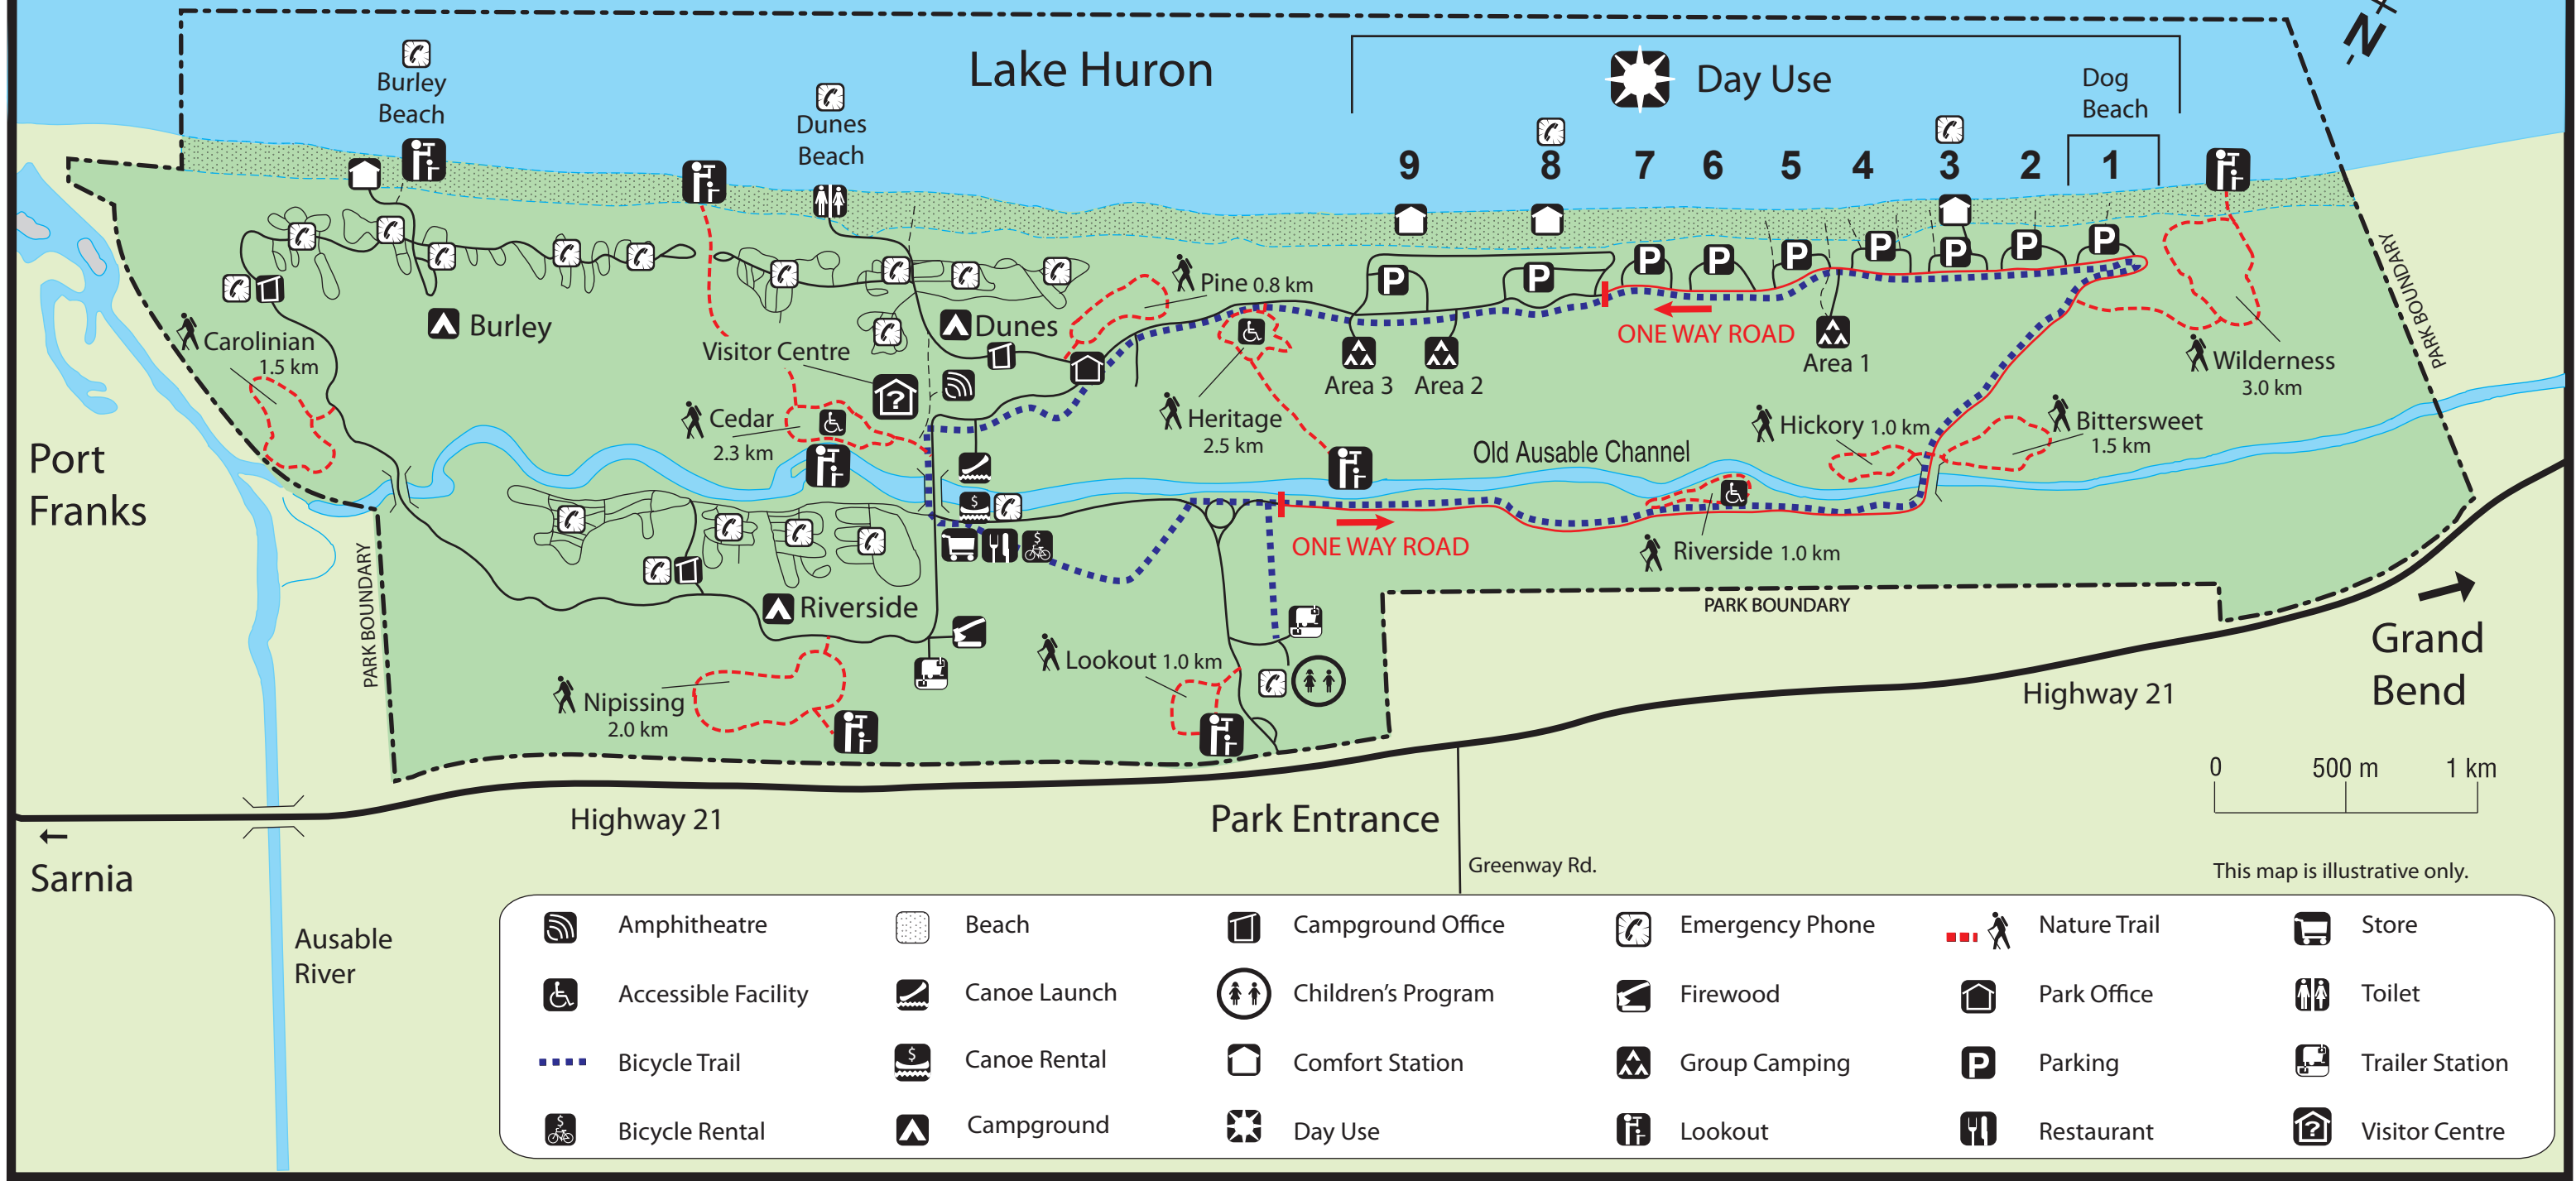 N
Burley
Beach
Dunes
Beach
Lake Huron
Day Use
Dog
Beach
9
8
7
6
5
4
3
2
1
P
P
P
P
P
P
P
P
P
Pine 0.8 km
ONE WAY ROAD
PARK BOUNDARY
Burley
Dunes
Visitor Centre
?
Carolinian
1.5 km
Area 3
Area 2
Area 1
Wilderness
3.0 km
Cedar
2.3 km
Heritage
2.5 km
Hickory 1.0 km
Bittersweet
1.5 km
Old Ausable Channel
Port
Franks
$
$
ONE WAY ROAD
Riverside 1.0 km
PARK BOUNDARY
Riverside
PARK BOUNDARY
Lookout 1.0 km
Nipissing
2.0 km
Grand
Bend
Highway 21
0
500 m
1 km
Highway 21
Park Entrance
Sarnia
Greenway Rd.
This map is illustrative only.
Ausable
River
Amphitheatre
Beach
Campground Office
Emergency Phone
Nature Trail
Store
Accessible Facility
Canoe Launch
Children's Program
Firewood
Park Office
Toilet
Bicycle Trail
$
Canoe Rental
Comfort Station
Group Camping
P
Parking
Trailer Station
$
Bicycle Rental
Campground
Day Use
Lookout
Restaurant
?
Visitor Centre